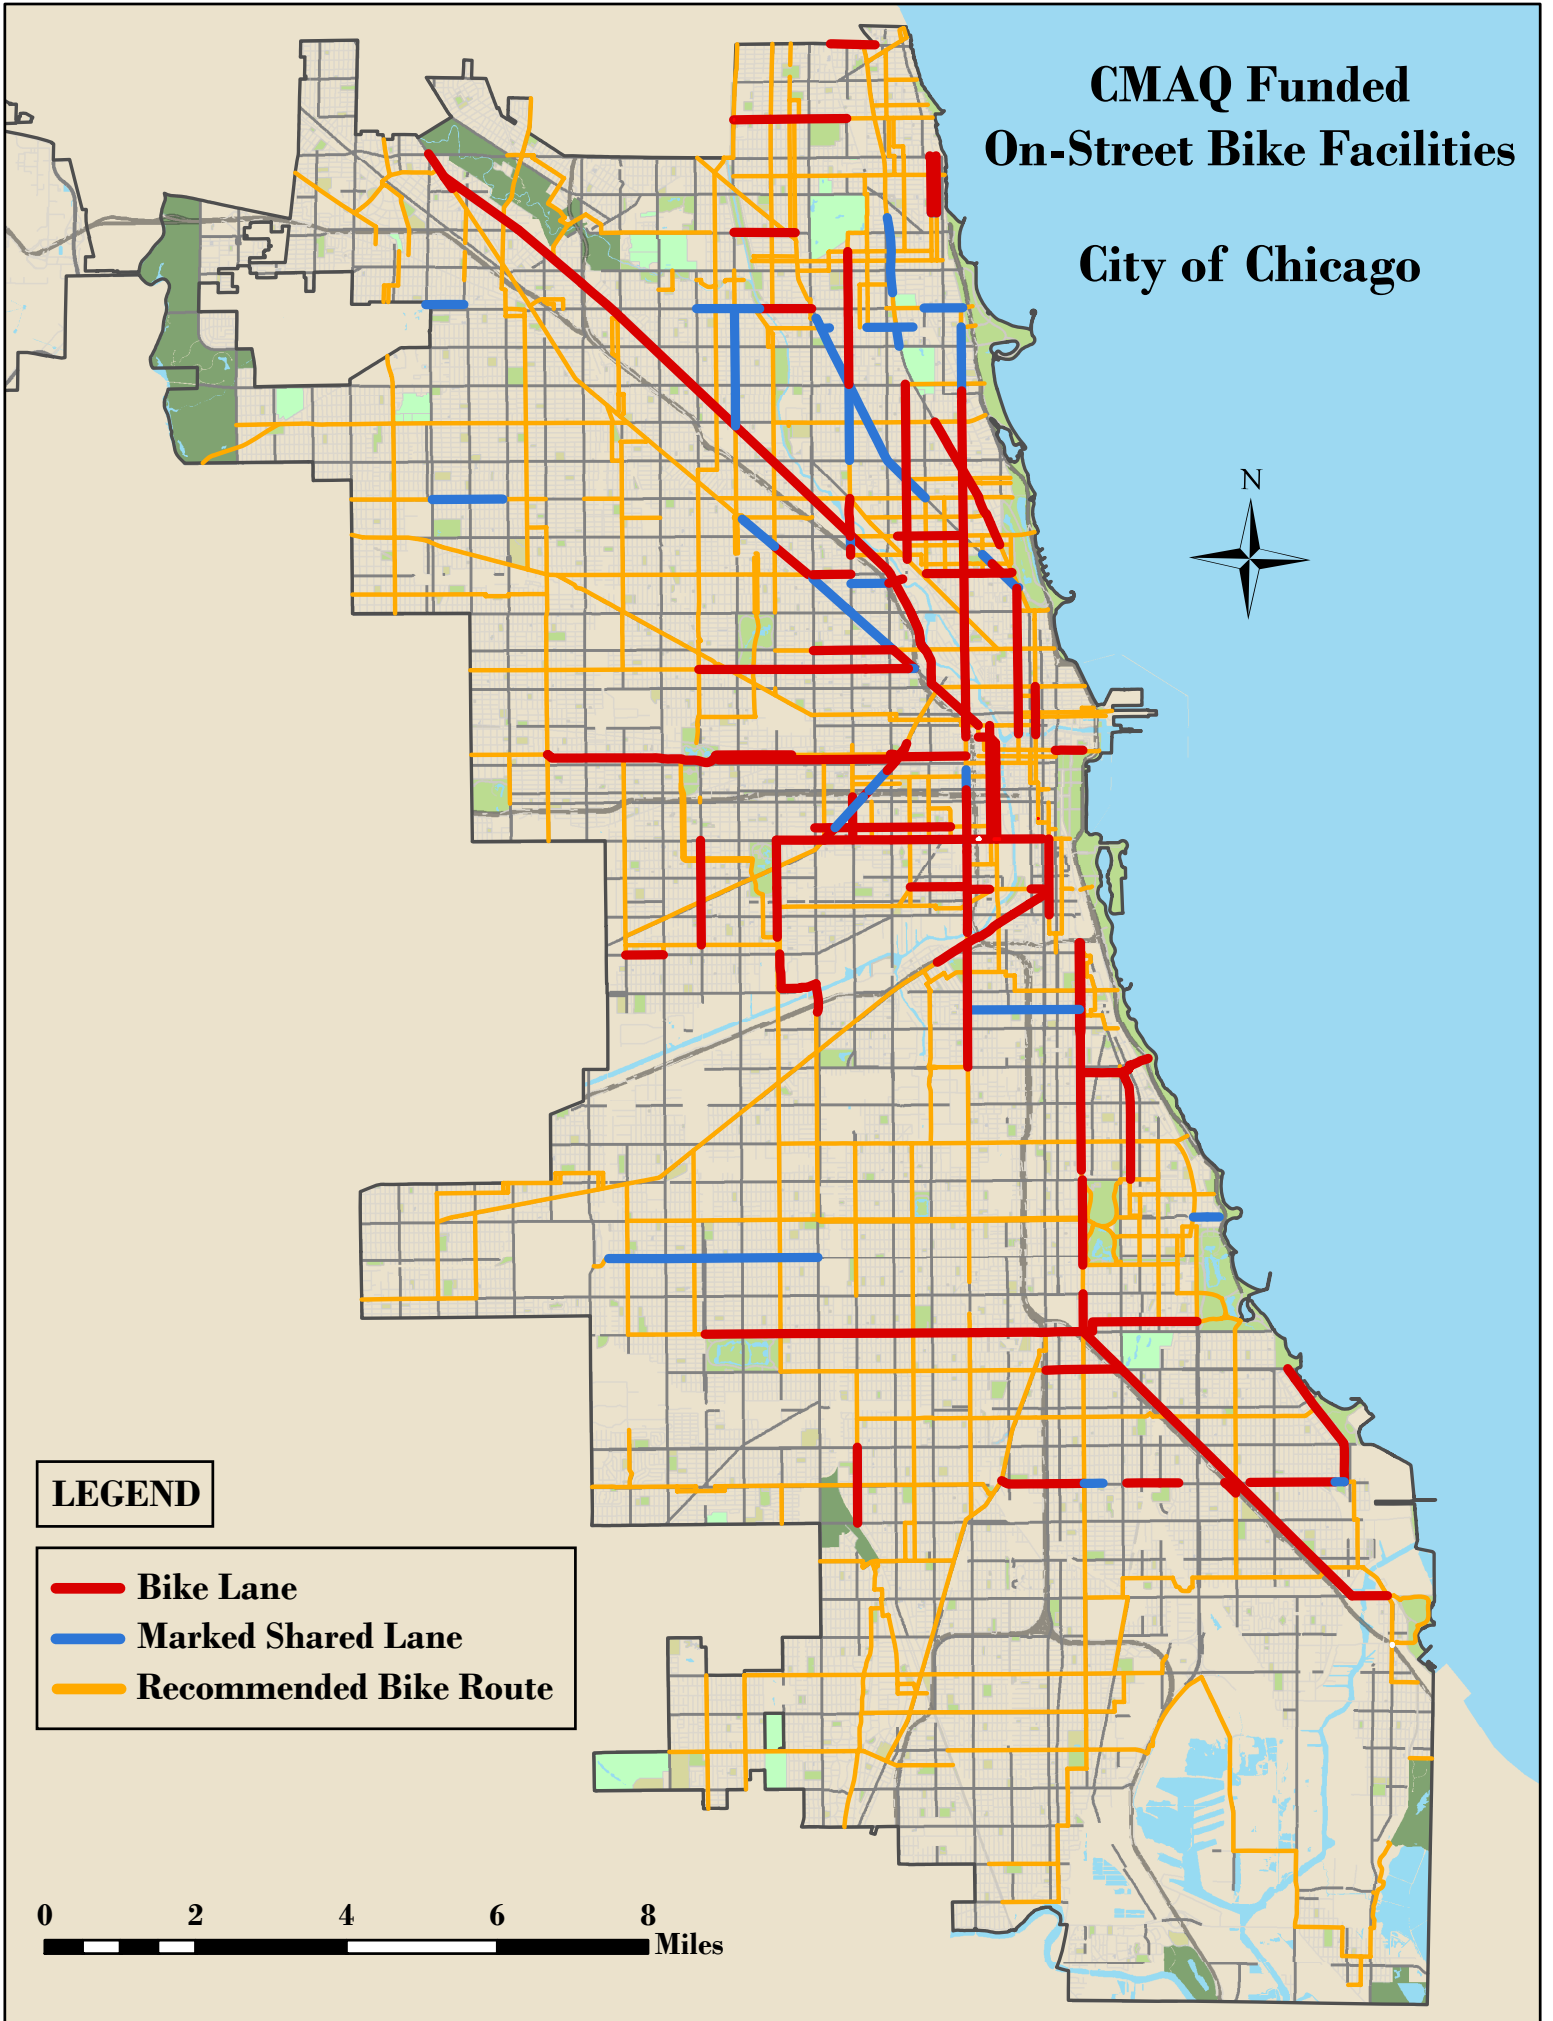 CMAQ Funded
On-Street Bike Facilities
City of Chicago
N
LEGEND
Bike Lane
Marked Shared Lane
Recommended Bike Route
0 2 4 6 8
Miles